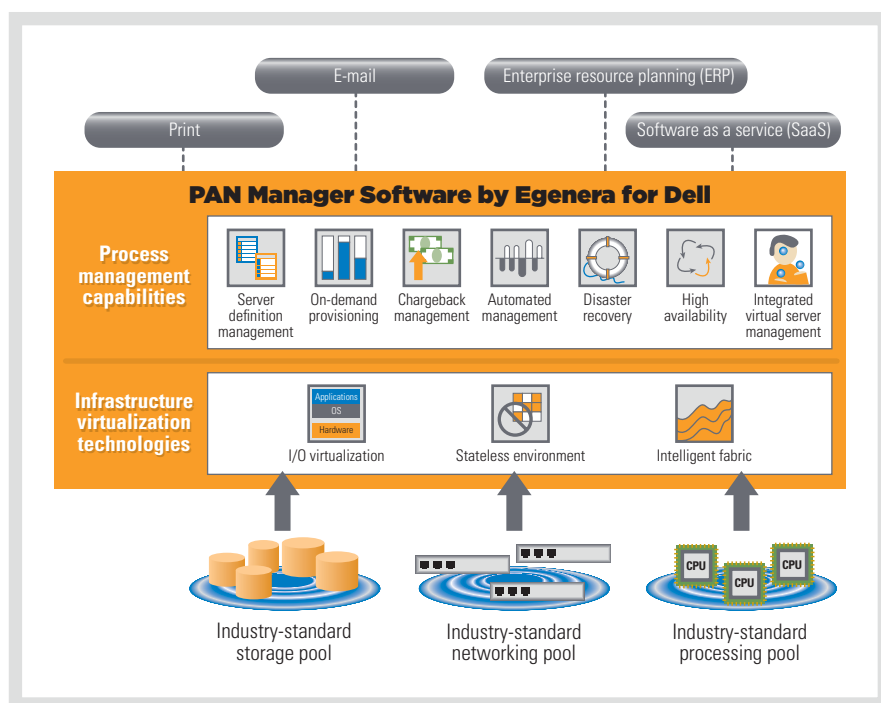 E-mail
Enterprise resource planning (ERP)
Print
Software as a service (SaaS)
PAN Manager Software by Egenera for Dell
Process
management
capabilities
Server
definition
management
On-demand
provisioning
Chargeback
management
Automated
management
Disaster
recovery
High
availability
Integrated
virtual server
management
Infrastructure
virtualization
technologies
Applications
OS
Hardware
I/O virtualization
Stateless environment
Intelligent fabric
CPU
CPU
CPU
Industry-standard
storage pool
Industry-standard
networking pool
Industry-standard
processing pool